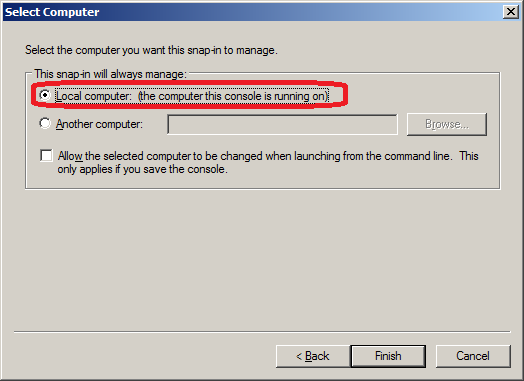 Select Computer
Select the computer you want this snap-in to manage.
This snap-in will always manage:
Local computer: (the computer this console is running on)
Another computer:
Browse...
Allow the selected computer to be changed when launching from the command line. This
only applies if you save the console.
< Back
Finish
Cancel